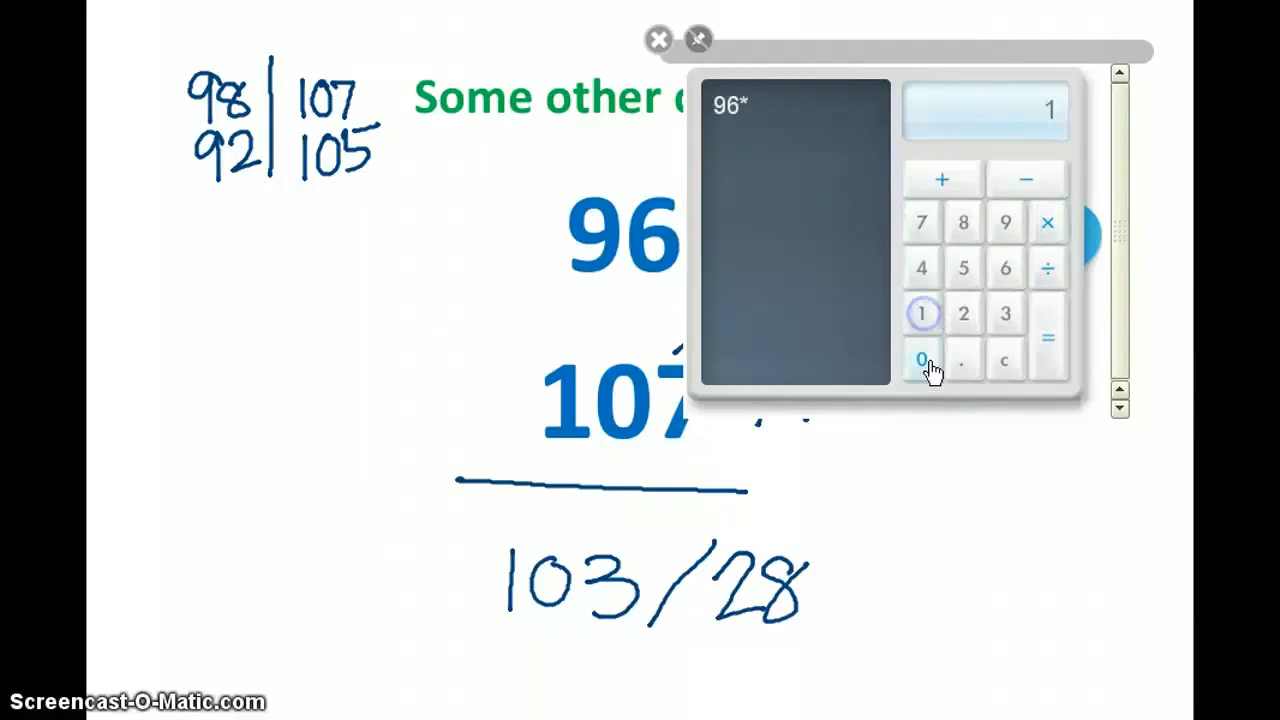 98 | 107
92 | 105
Some other
96
107
103/28
96*
1
+ −
7 8 9 ×
4 5 6 ÷
1 2 3 =
0 . c
Screencast-O-Matic.com